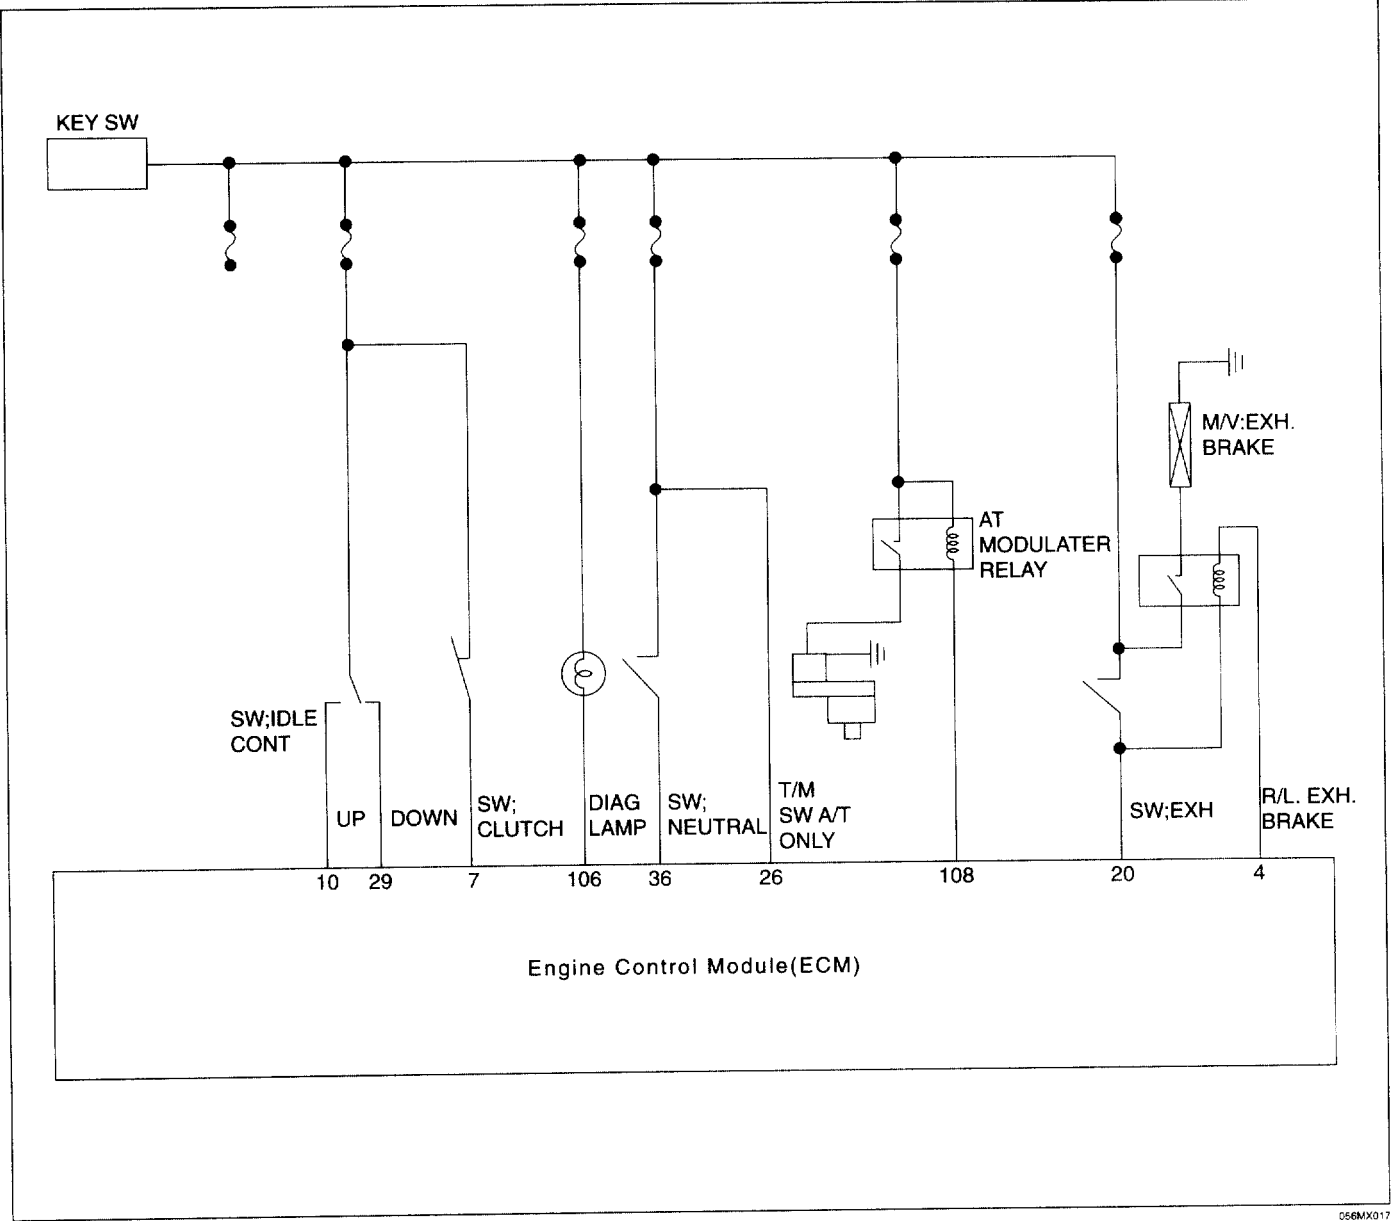 KEY SW
M/V:EXH.
BRAKE
AT
MODULATER
RELAY
SW;IDLE
CONT
UP
DOWN
SW;
CLUTCH
DIAG
LAMP
SW;
NEUTRAL
T/M
SW A/T
ONLY
SW;EXH
R/L. EXH.
BRAKE
10
29
7
106
36
26
108
20
4
Engine Control Module(ECM)
056MX017